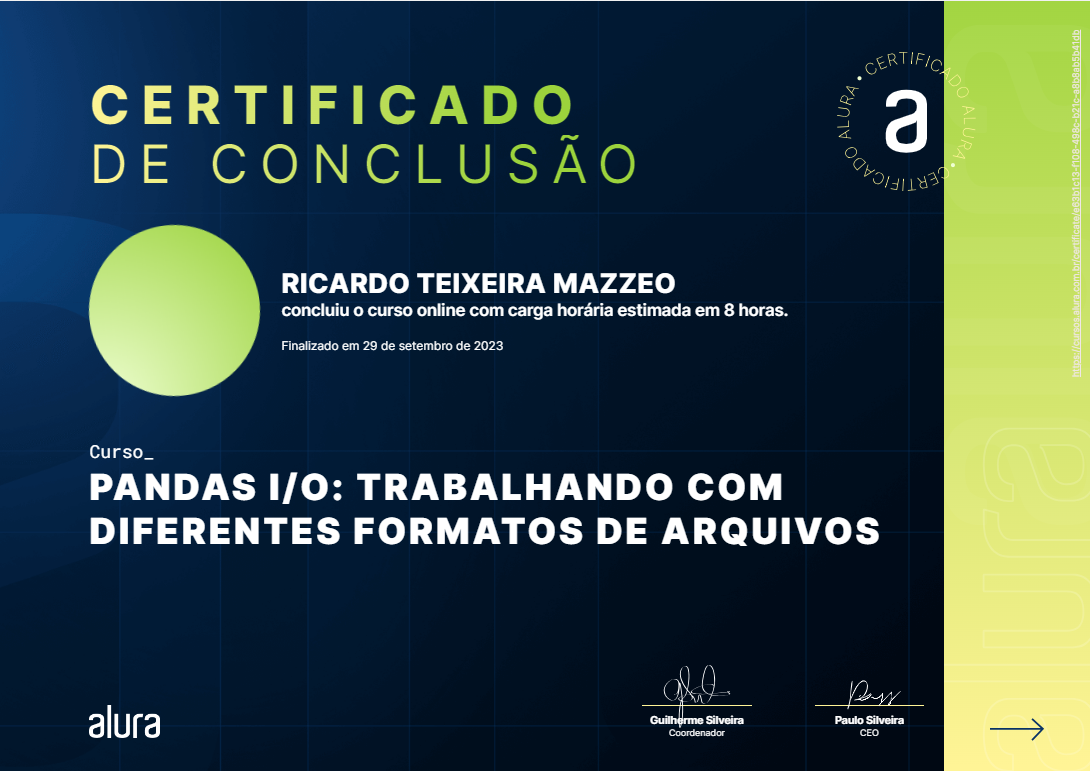 CERTIFICADO
DE CONCLUSÃO
• CERTIFICADO ALURA • CERTIFICADO ALURA
a
RICARDO TEIXEIRA MAZZEO
concluiu o curso online com carga horária estimada em 8 horas.
Finalizado em 29 de setembro de 2023
Curso_
PANDAS I/O: TRABALHANDO COM
DIFERENTES FORMATOS DE ARQUIVOS
alura
Guilherme Silveira
Coordenador
Paulo Silveira
CEO
alura